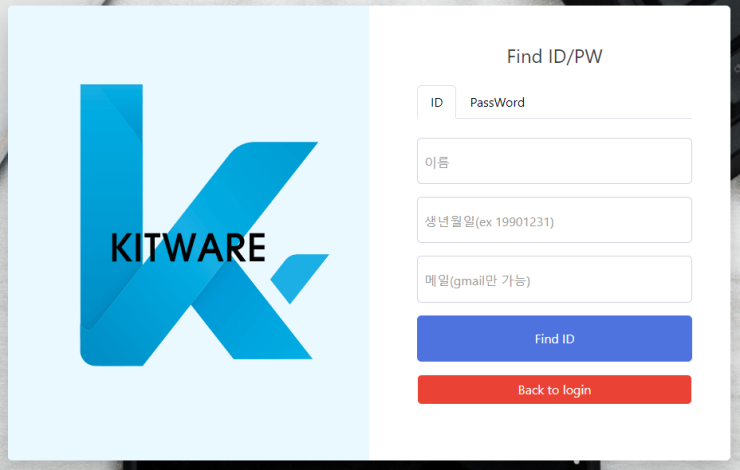 KITWARE
Find ID/PW
ID
PassWord
이름
생년월일(ex 19901231)
메일(gmail만 가능)
Find ID
Back to login